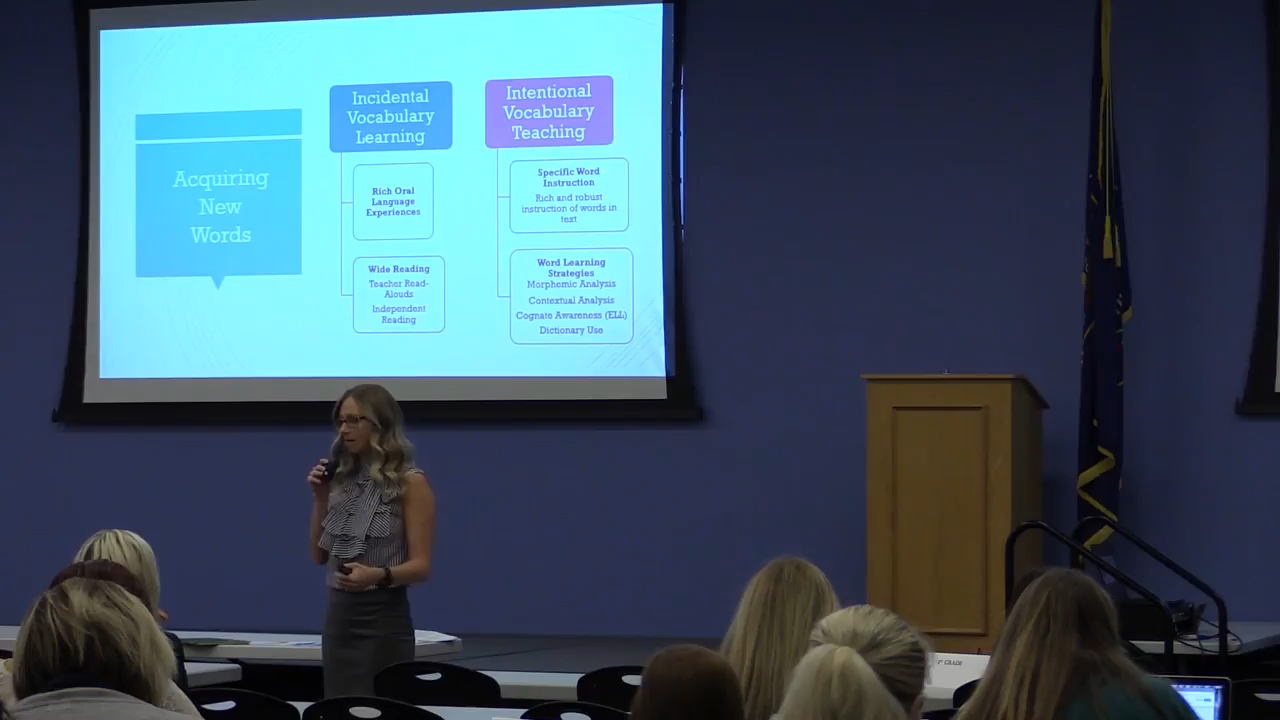 Acquiring
New
Words
Incidental
Vocabulary
Learning
Rich Oral
Language
Experiences
Wide Reading
Teacher Read-
Alouds
Independent
Reading
Intentional
Vocabulary
Teaching
Specific Word
Instruction
Rich and robust
instruction of words in
text
Word Learning
Strategies
Morphemic Analysis
Contextual Analysis
Cognate Awareness (ELL)
Dictionary Use
GRADE